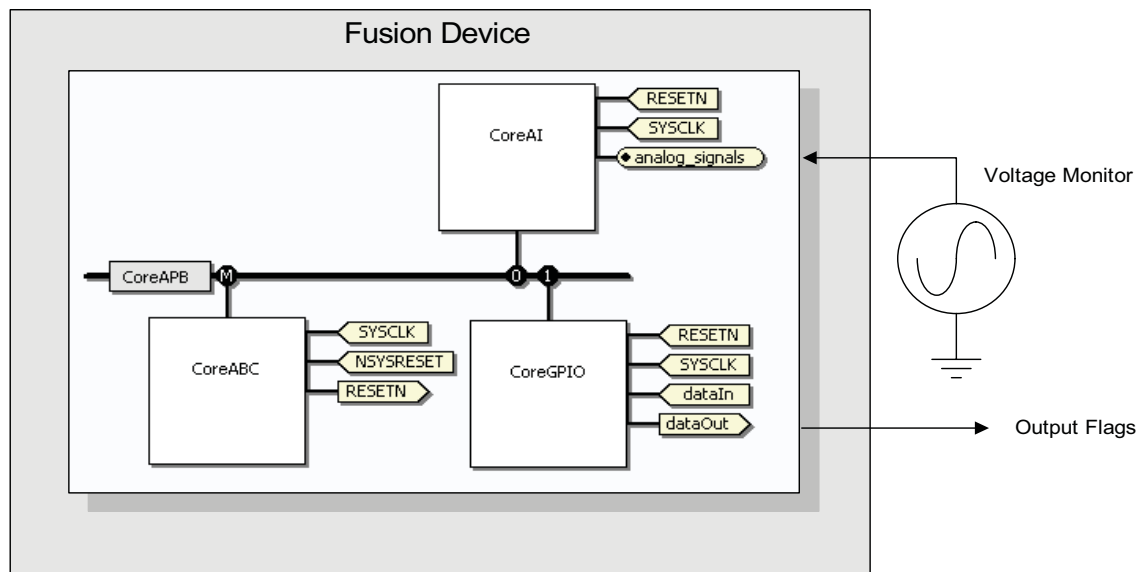 Fusion Device
CoreAI
RESETN
SYSCLK
analog_signals
Voltage Monitor
CoreAPB
M
0
1
CoreABC
SYSCLK
NSYSRESET
RESETN
CoreGPIO
RESETN
SYSCLK
dataIn
dataOut
Output Flags